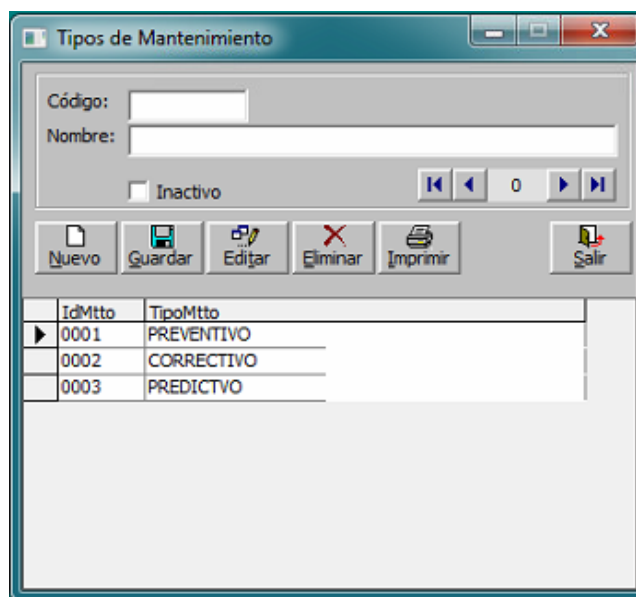 Tipos de Mantenimiento
Código:
Nombre:
Inactivo
0
Nuevo Guardar Editar Eliminar Imprimir Salir
IdMtto TipoMtto
0001 PREVENTIVO
0002 CORRECTIVO
0003 PREDICTVO